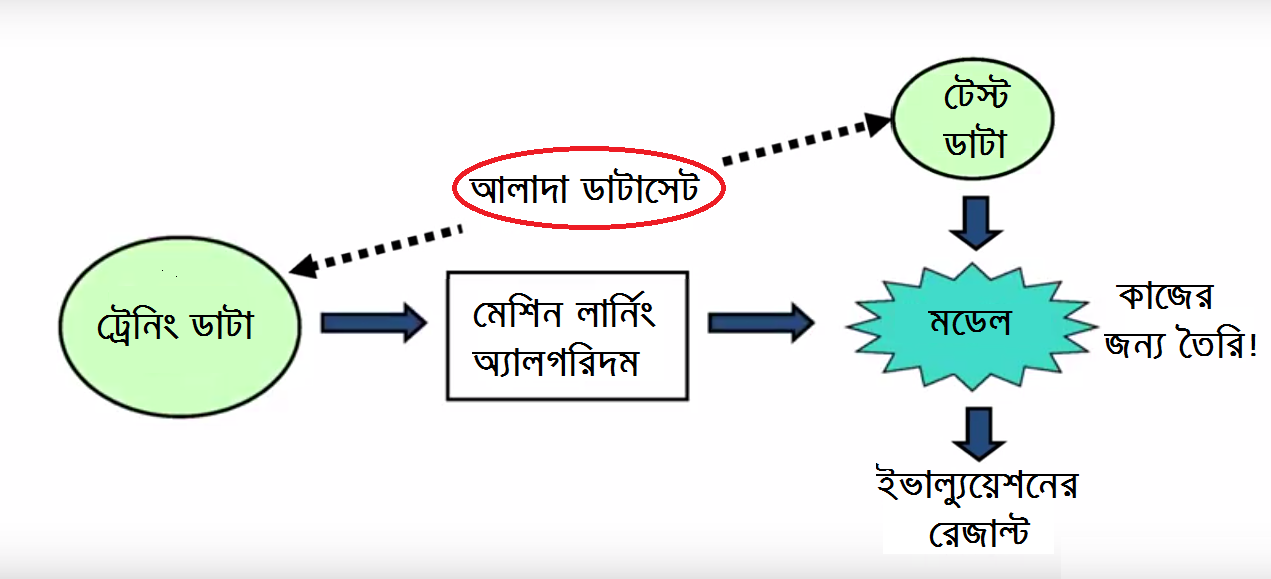 টেস্ট
ডাটা
আলাদা ডাটাসেট
ট্রেনিং ডাটা
মেশিন লার্নিং
অ্যালগরিদম
মডেল
কাজের
জন্য তৈরি!
ইভাল্যুয়েশনের
রেজাল্ট